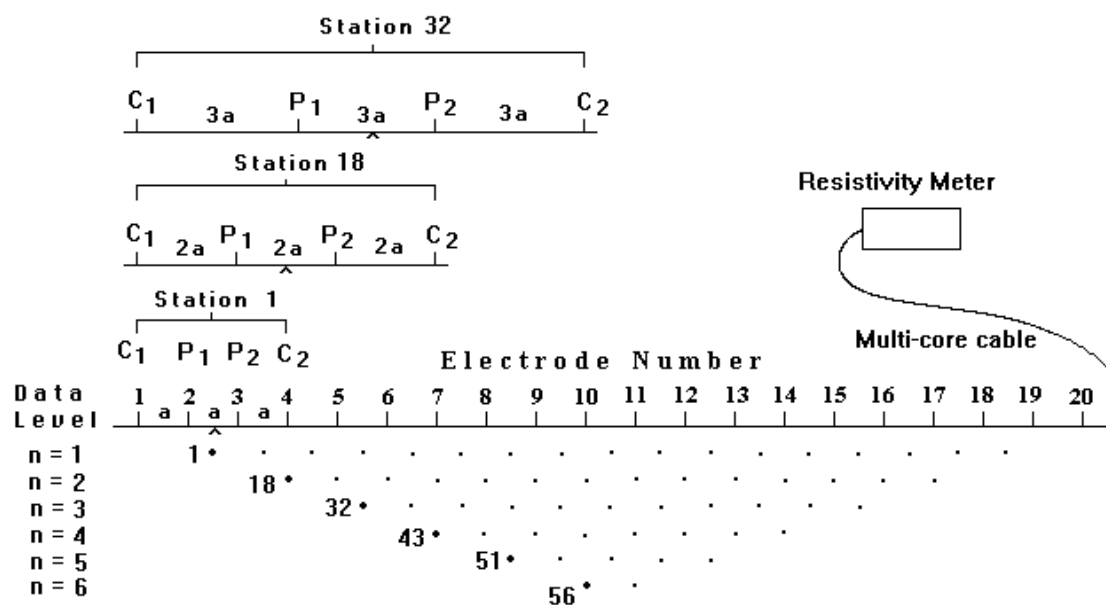 Station 32
C1 3a P1 3a P2 3a C2
Station 18
C1 2a P1 2a P2 2a C2
Resistivity Meter
Station 1
C1 P1 P2 C2
Multi-core cable
Electrode Number
Data Level
1 2 3 4 5 6 7 8 9 10 11 12 13 14 15 16 17 18 19 20
a a a
n = 1 1
n = 2 18
n = 3 32
n = 4 43
n = 5 51
n = 6 56